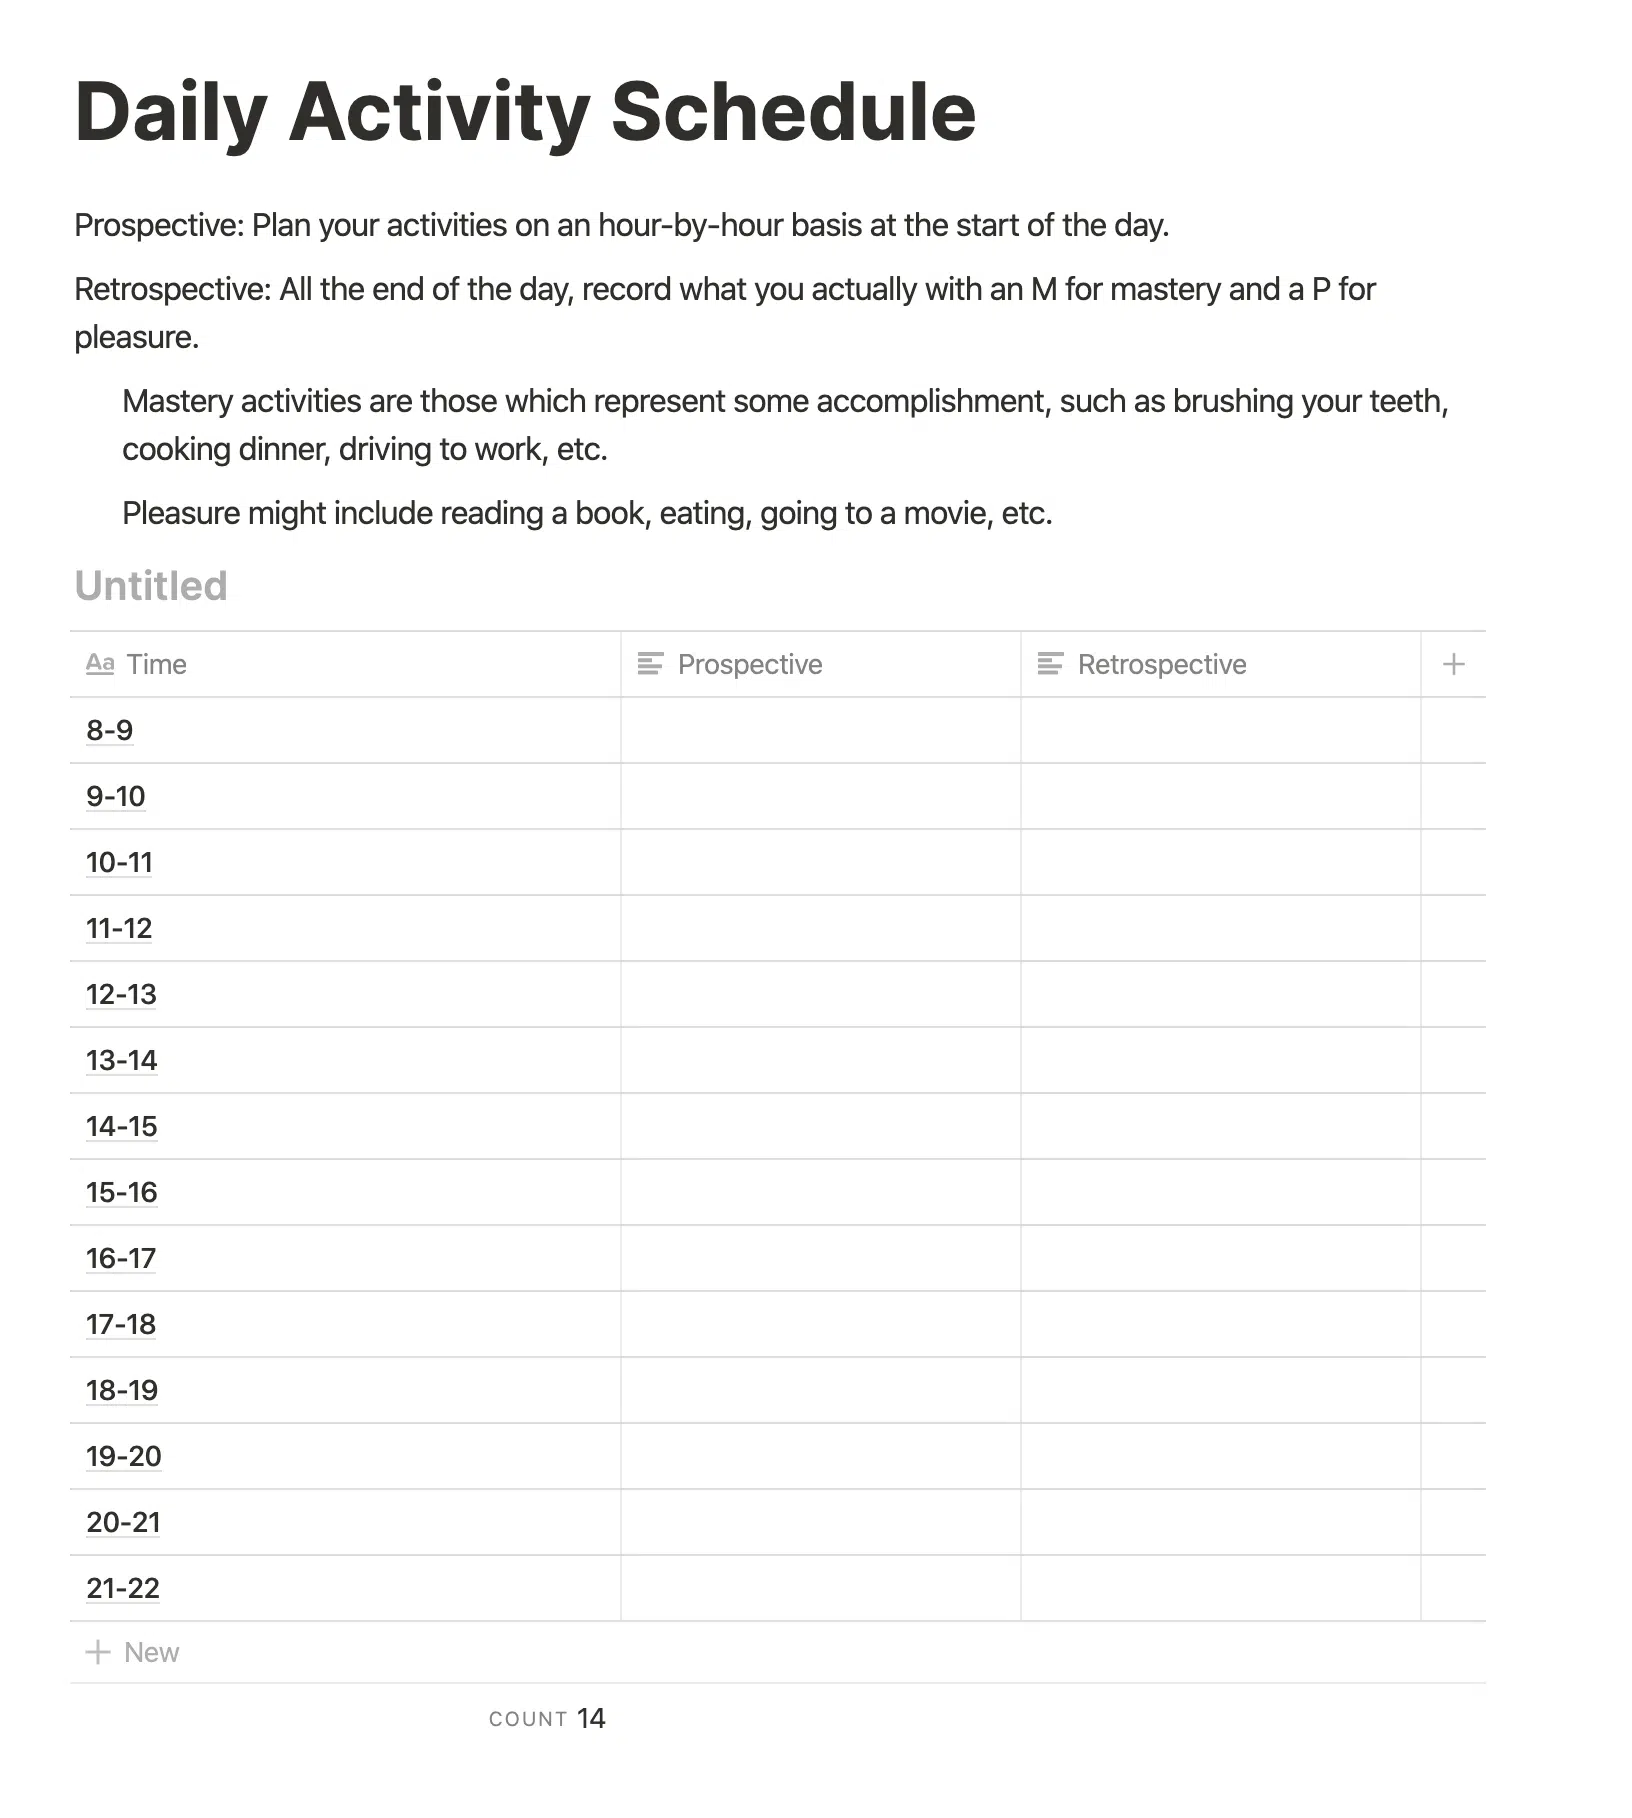 Daily Activity Schedule
Prospective: Plan your activities on an hour-by-hour basis at the start of the day.
Retrospective: All the end of the day, record what you actually with an M for mastery and a P for
pleasure.
Mastery activities are those which represent some accomplishment, such as brushing your teeth,
cooking dinner, driving to work, etc.
Pleasure might include reading a book, eating, going to a movie, etc.
Untitled
Aa Time Prospective Retrospective +
8-9
9-10
10-11
11-12
12-13
13-14
14-15
15-16
16-17
17-18
18-19
19-20
20-21
21-22
+ New
COUNT 14